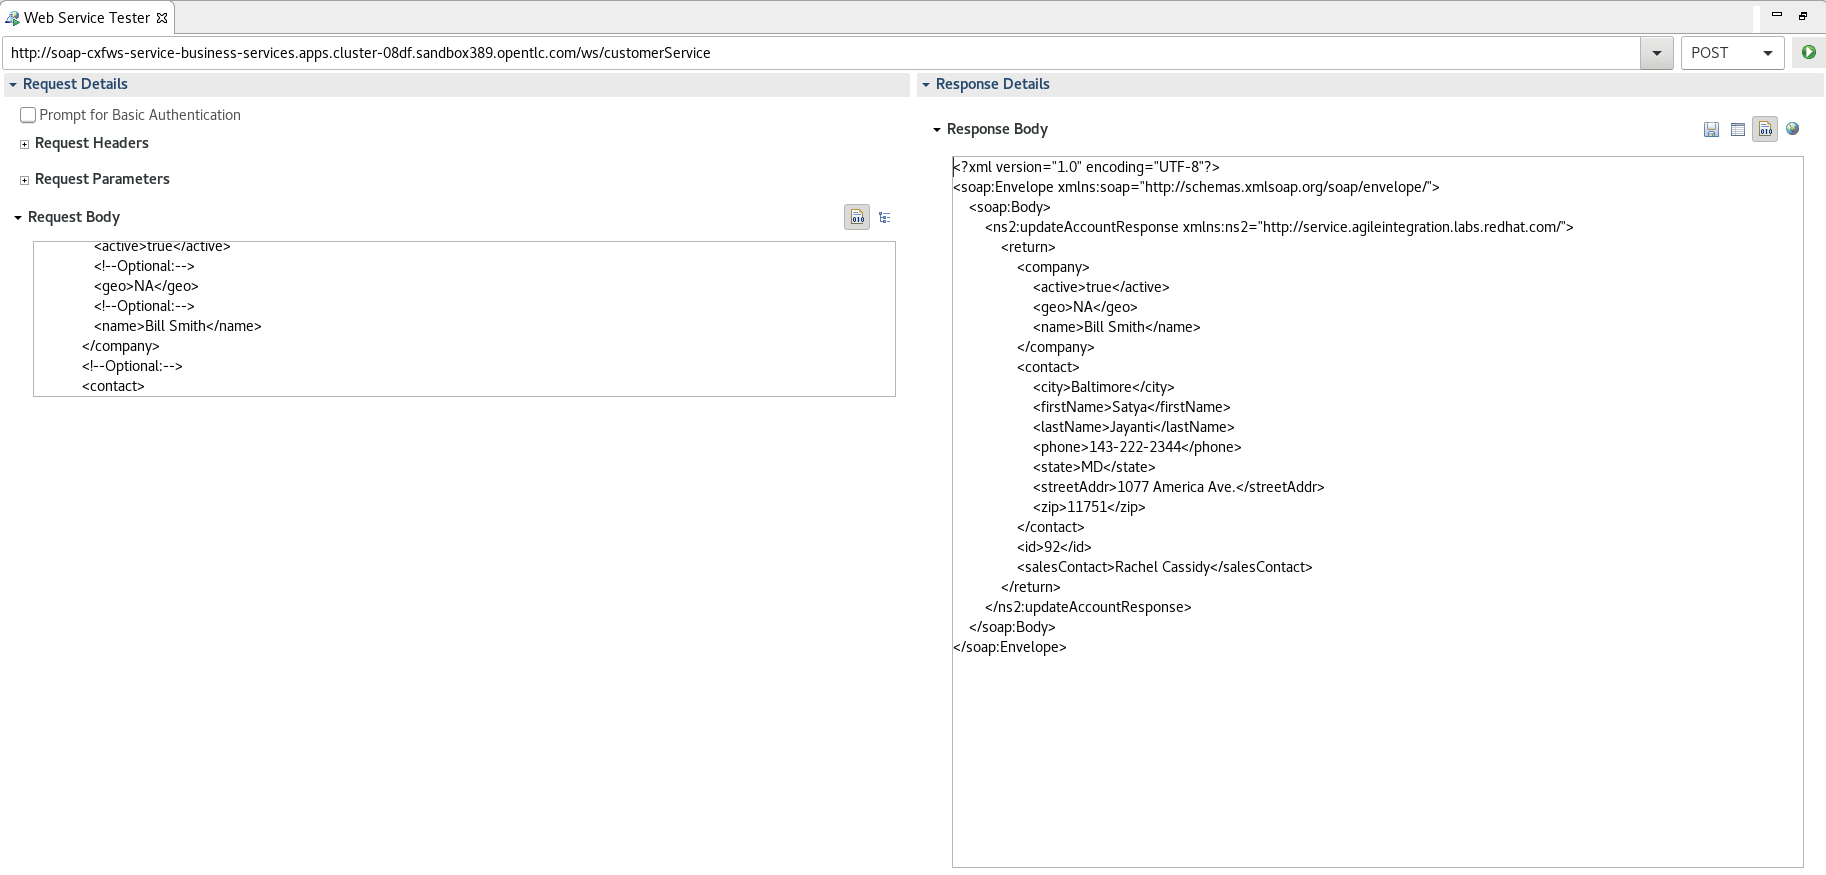 Web Service Tester
http://soap-cxfws-service-business-services.apps.cluster-08df.sandbox389.opentlc.com/ws/customerService
POST
Request Details
Prompt for Basic Authentication
Request Headers
Request Parameters
Request Body
<active>true</active>
<!--Optional:-->
<geo>NA</geo>
<!--Optional:-->
<name>Bill Smith</name>
</company>
<!--Optional:-->
<contact>
Response Details
Response Body
<?xml version="1.0" encoding="UTF-8"?>
<soap:Envelope xmlns:soap="http://schemas.xmlsoap.org/soap/envelope/">
<soap:Body>
<ns2:updateAccountResponse xmlns:ns2="http://service.agileintegration.labs.redhat.com/">
<return>
<company>
<active>true</active>
<geo>NA</geo>
<name>Bill Smith</name>
</company>
<contact>
<city>Baltimore</city>
<firstName>Satya</firstName>
<lastName>Jayanti</lastName>
<phone>143-222-2344</phone>
<state>MD</state>
<streetAddr>1077 America Ave.</streetAddr>
<zip>11751</zip>
</contact>
<id>92</id>
<salesContact>Rachel Cassidy</salesContact>
</return>
</ns2:updateAccountResponse>
</soap:Body>
</soap:Envelope>